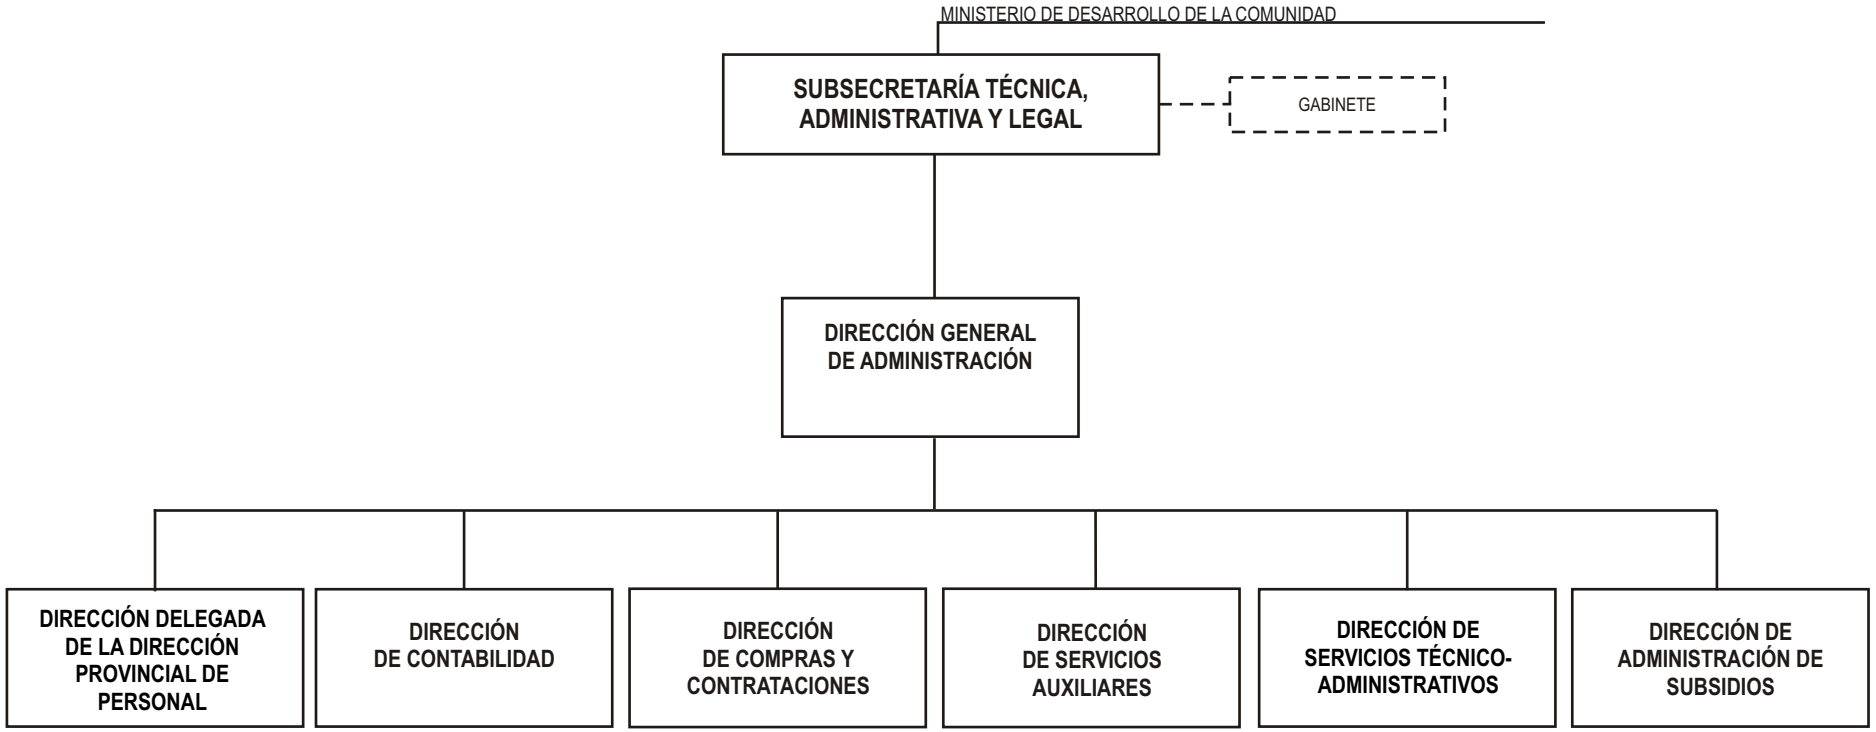 MINISTERIO DE DESARROLLO DE LA COMUNIDAD
SUBSECRETARÍA TÉCNICA,
ADMINISTRATIVA Y LEGAL
GABINETE
DIRECCIÓN GENERAL
DE ADMINISTRACIÓN
DIRECCIÓN DELEGADA
DE LA DIRECCIÓN
PROVINCIAL DE
PERSONAL
DIRECCIÓN
DE CONTABILIDAD
DIRECCIÓN
DE COMPRAS Y
CONTRATACIONES
DIRECCIÓN
DE SERVICIOS
AUXILIARES
DIRECCIÓN DE
SERVICIOS TÉCNICO-
ADMINISTRATIVOS
DIRECCIÓN DE
ADMINISTRACIÓN DE
SUBSIDIOS